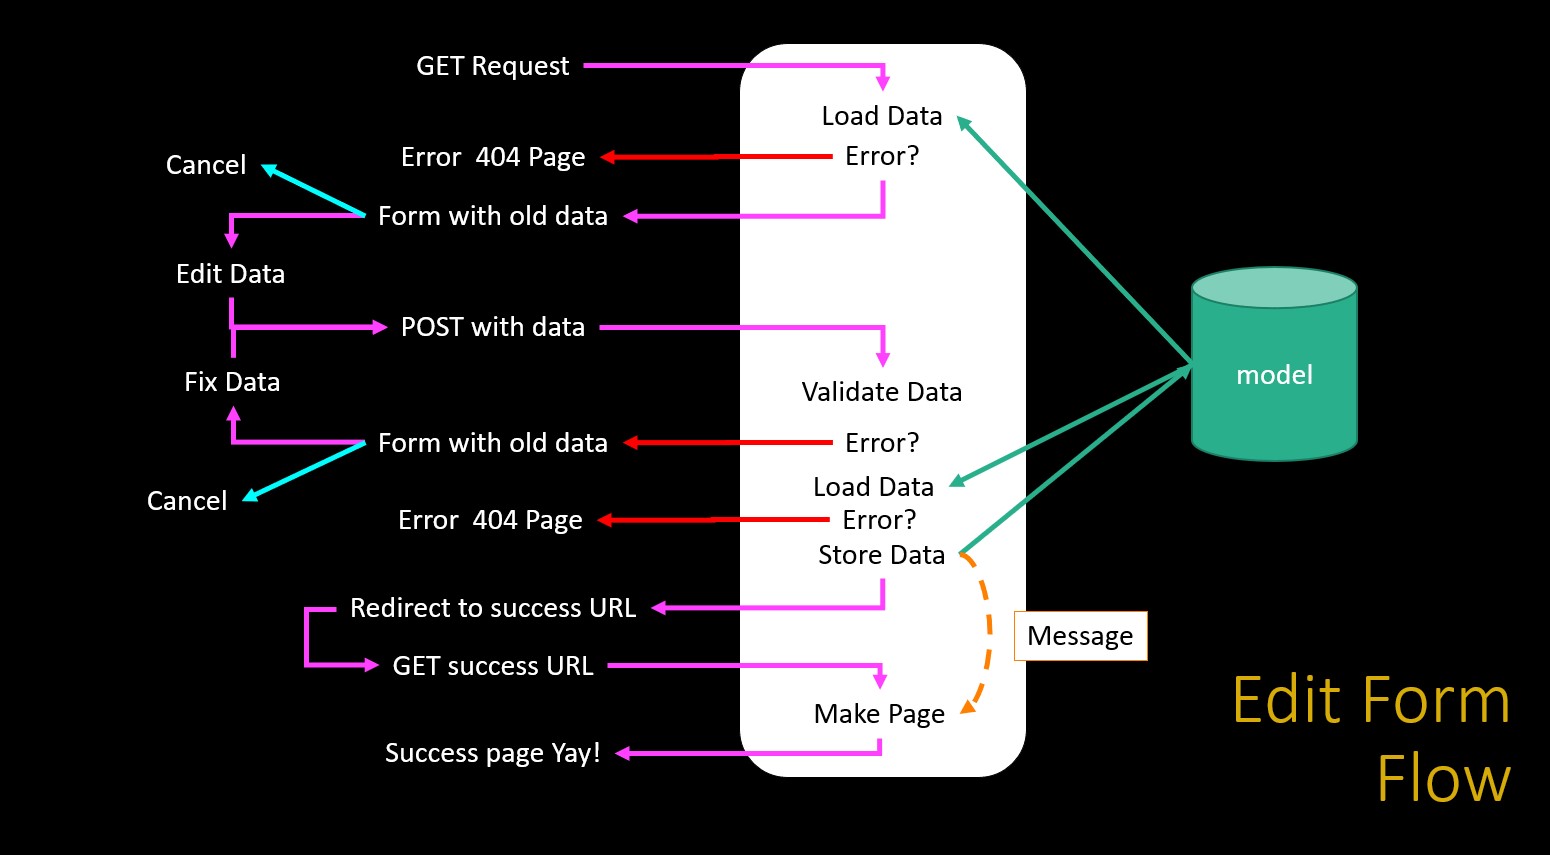 GET Request
Load Data
Error  404 Page
Error?
Cancel
Form with old data
Edit Data
POST with data
Fix Data
model
Validate Data
Form with old data
Error?
Load Data
Cancel
Error  404 Page
Error?
Store Data
Redirect to success URL
Message
GET success URL
Make Page
Success page Yay!
Edit Form
Flow